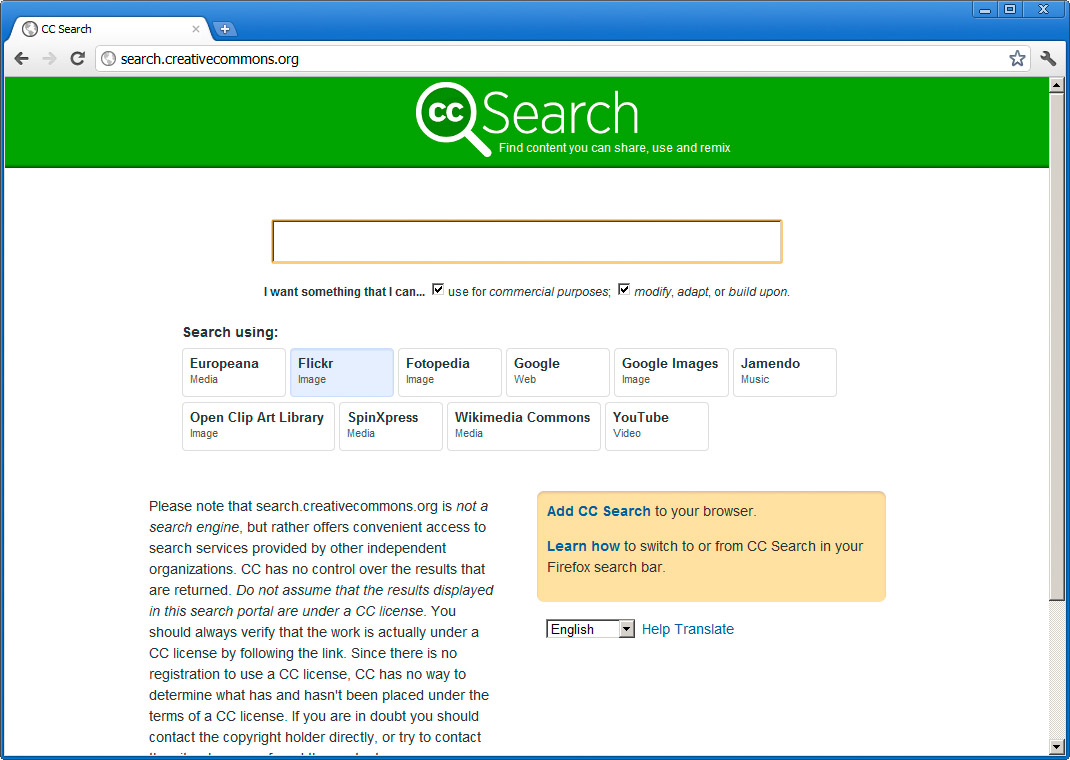 CC Search
search.creativecommons.org
cc Search
Find content you can share, use and remix
I want something that I can... use for commercial purposes; modify, adapt, or build upon.
Search using:
Europeana Flickr Fotopedia Google Google Images Jamendo
Media Image Image Web Image Music
Open Clip Art Library SpinXpress Wikimedia Commons YouTube
Image Media Media Video
Please note that search.creativecommons.org is not a
search engine, but rather offers convenient access to
search services provided by other independent
organizations. CC has no control over the results that
are returned. Do not assume that the results displayed
in this search portal are under a CC license. You
should always verify that the work is actually under a
CC license by following the link. Since there is no
registration to use a CC license, CC has no way to
determine what has and hasn't been placed under the
terms of a CC license. If you are in doubt you should
contact the copyright holder directly, or try to contact
Add CC Search to your browser.
Learn how to switch to or from CC Search in your
Firefox search bar.
English Help Translate